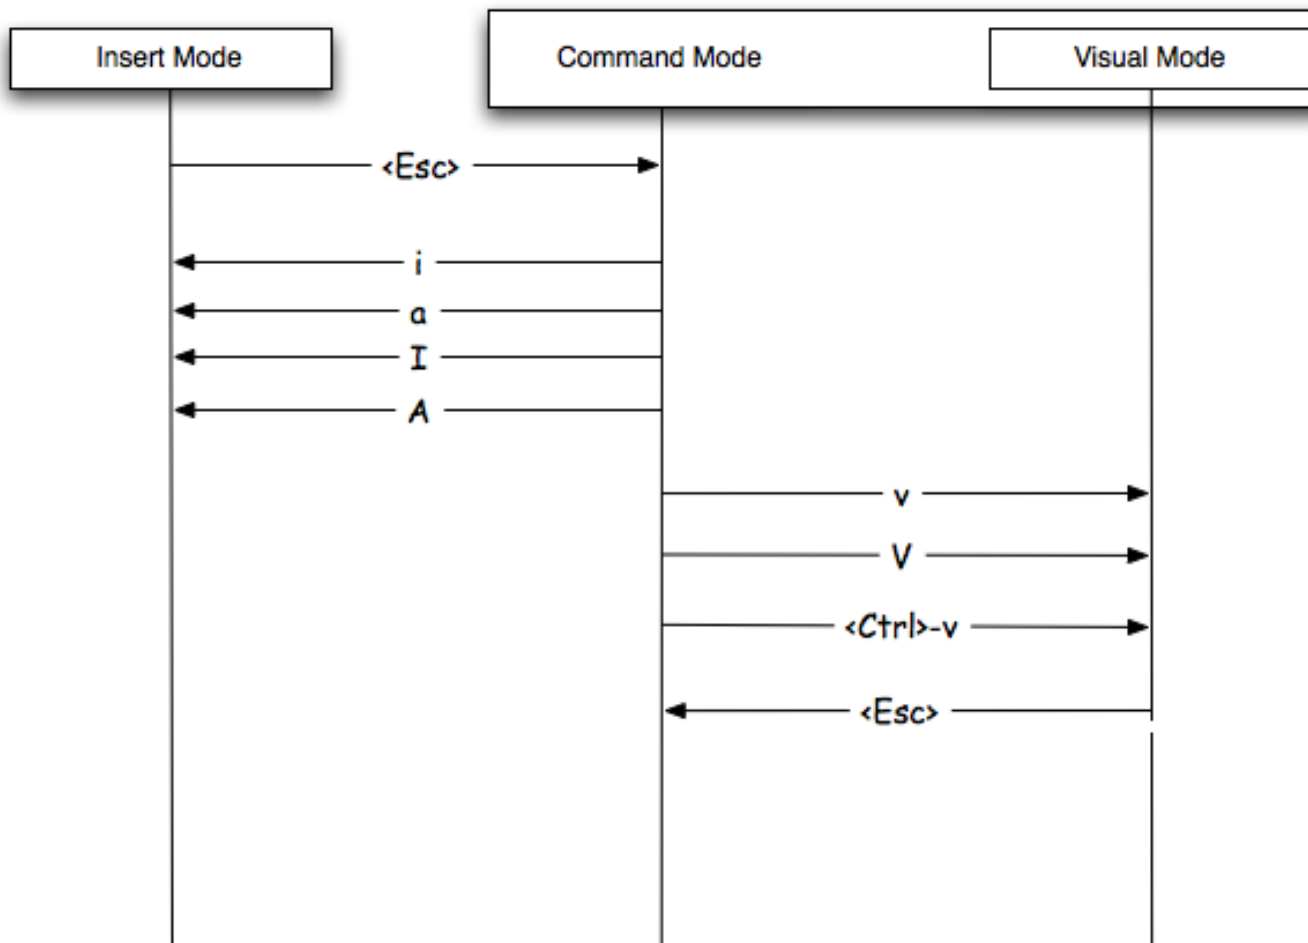 Insert Mode
Command Mode
Visual Mode
<Esc>
i
a
I
A
v
V
<Ctrl>-v
<Esc>